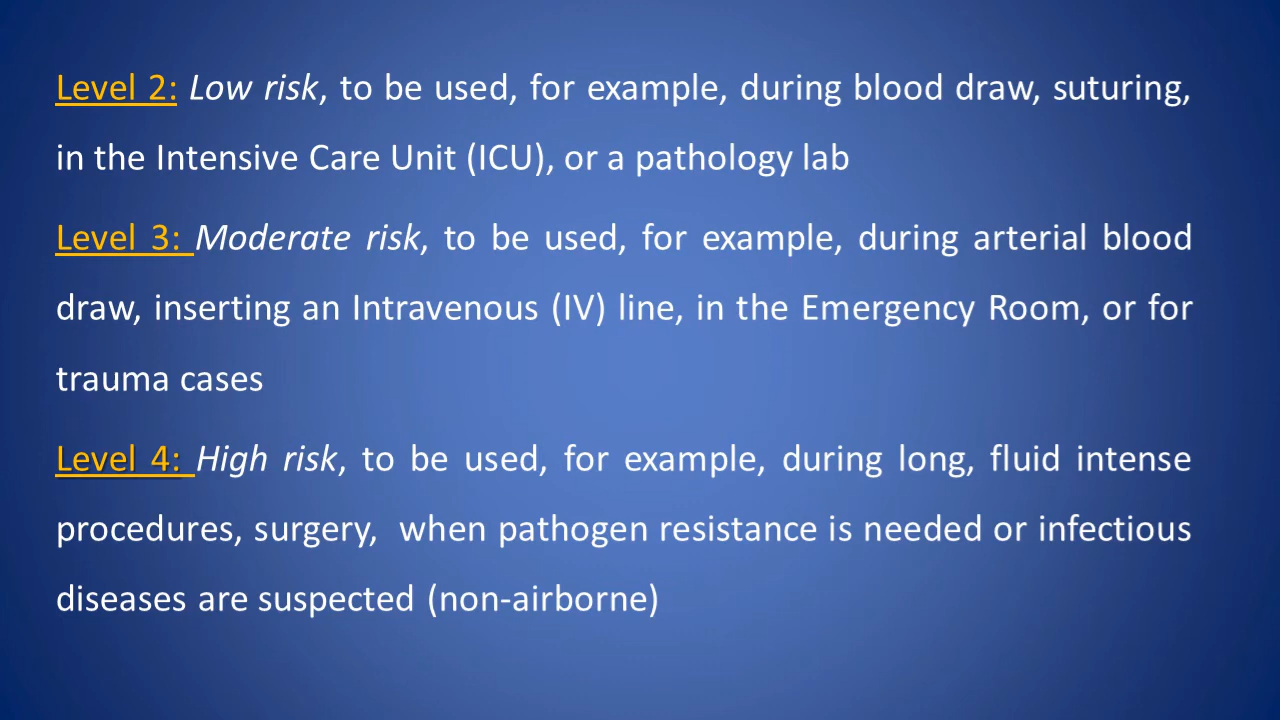 Level 2: Low risk, to be used, for example, during blood draw, suturing,
in the Intensive Care Unit (ICU), or a pathology lab
Level 3: Moderate risk, to be used, for example, during arterial blood
draw, inserting an Intravenous (IV) line, in the Emergency Room, or for
trauma cases
Level 4: High risk, to be used, for example, during long, fluid intense
procedures, surgery,  when pathogen resistance is needed or infectious
diseases are suspected (non-airborne)